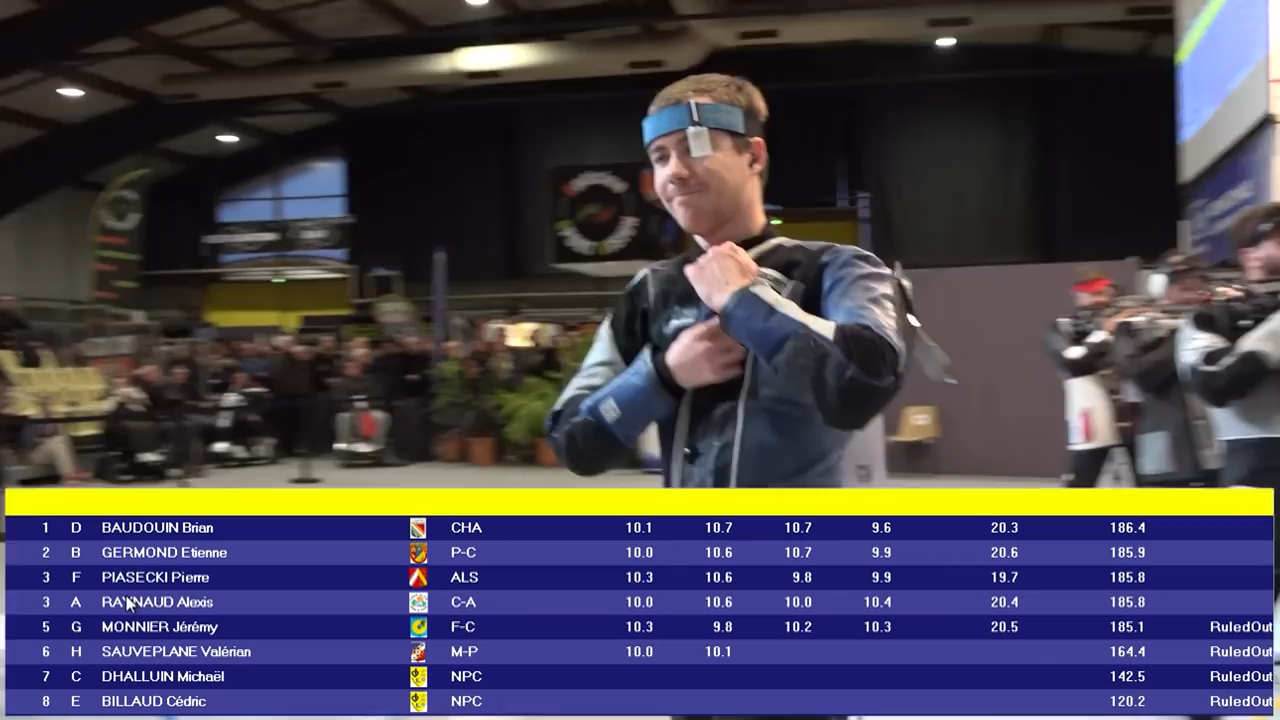 1 D BAUDOUIN Brian CHA 10.1 10.7 10.7 9.6 20.3 186.4
2 B GERMOND Etienne P-C 10.0 10.6 10.7 9.9 20.6 185.9
3 F PIASECKI Pierre ALS 10.3 10.6 9.8 9.9 19.7 185.8
3 A RAYNAUD Alexis C-A 10.0 10.6 10.0 10.4 20.4 185.8
5 G MONNIER Jérémy F-C 10.3 9.8 10.2 10.3 20.5 185.1 RuledOut
6 H SAUVEPLANE Valérian M-P 10.0 10.1 164.4 RuledOut
7 C DHALLUIN Michaël NPC 142.5 RuledOut
8 E BILLAUD Cédric NPC 120.2 RuledOut